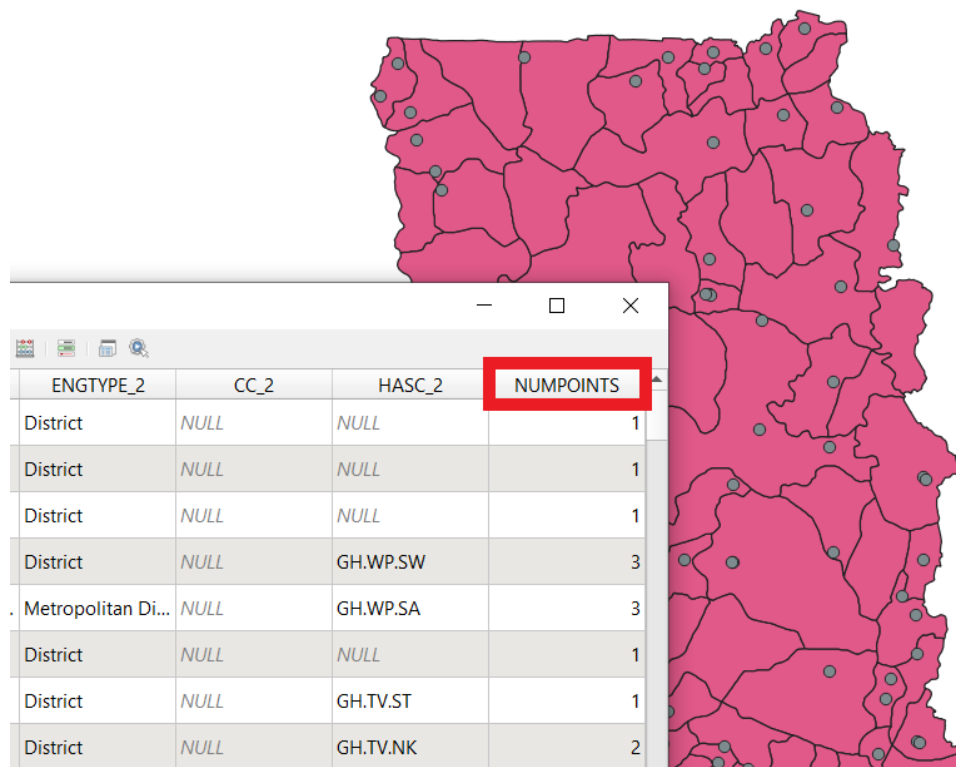 ENGTYPE_2 CC_2 HASC_2 NUMPOINTS
District NULL NULL 1
District NULL NULL 1
District NULL NULL 1
District NULL GH.WP.SW 3
. Metropolitan Di... NULL GH.WP.SA 3
District NULL NULL 1
District NULL GH.TV.ST 1
District NULL GH.TV.NK 2